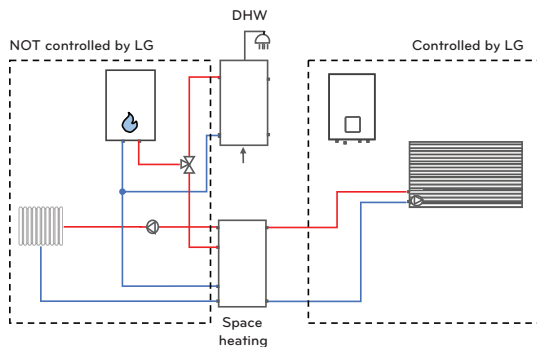 DHW
NOT controlled by LG
Controlled by LG
Space
heating